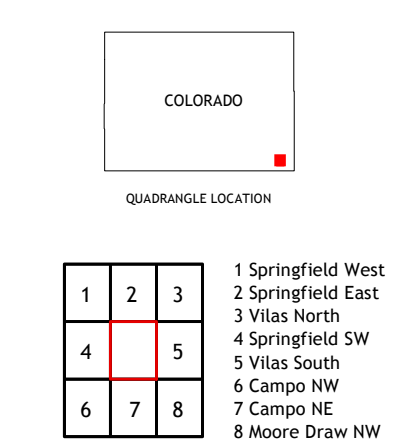 COLORADO
QUADRANGLE LOCATION
1 2 3
4 5
6 7 8
1 Springfield West
2 Springfield East
3 Vilas North
4 Springfield SW
5 Vilas South
6 Campo NW
7 Campo NE
8 Moore Draw NW